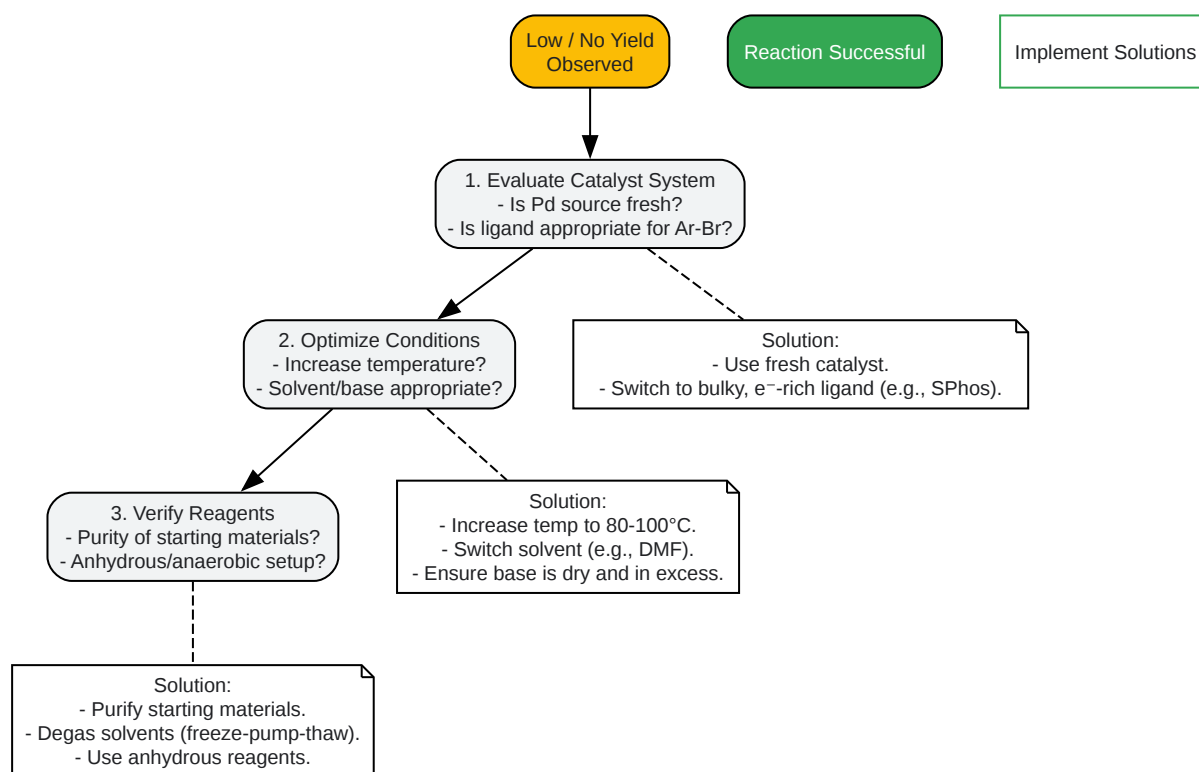 Low / No Yield
Observed
Reaction Successful
Implement Solutions
1. Evaluate Catalyst System
- Is Pd source fresh?
- Is ligand appropriate for Ar-Br?
2. Optimize Conditions
- Increase temperature?
- Solvent/base appropriate?
Solution:
- Use fresh catalyst.
- Switch to bulky, e⁻-rich ligand (e.g., SPhos).
3. Verify Reagents
- Purity of starting materials?
- Anhydrous/anaerobic setup?
Solution:
- Increase temp to 80-100°C.
- Switch solvent (e.g., DMF).
- Ensure base is dry and in excess.
Solution:
- Purify starting materials.
- Degas solvents (freeze-pump-thaw).
- Use anhydrous reagents.